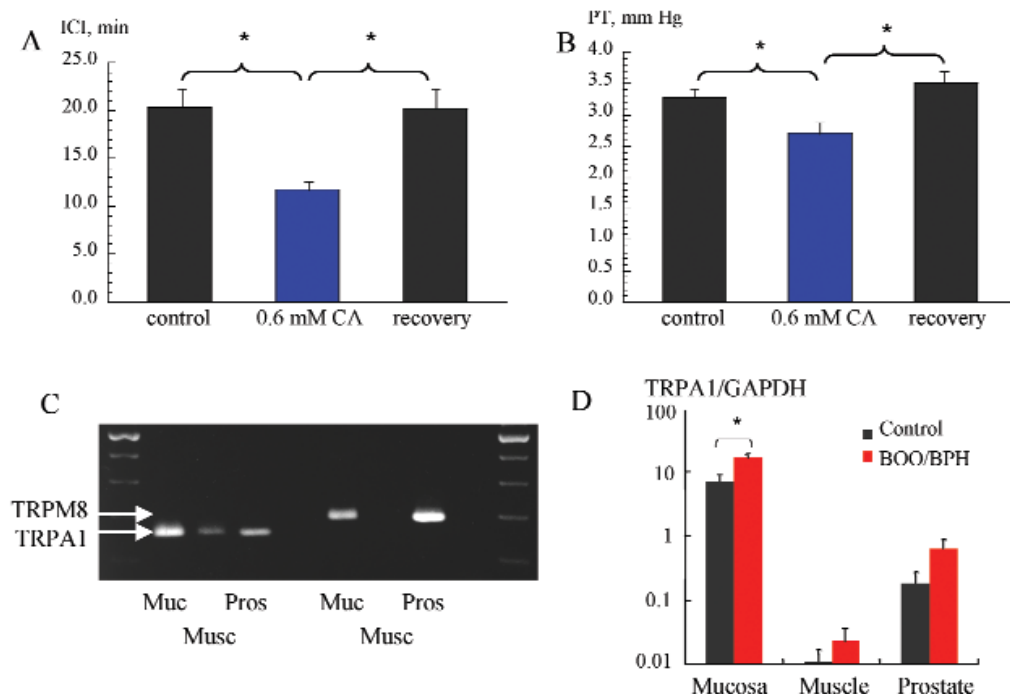 A
ICI, min
*
*
25.0
20.0
15.0
10.0
5.0
0.0
control
0.6 mM CA
recovery
B
PT, mm Hg
*
*
4.0
3.5
3.0
2.5
2.0
1.5
1.0
0.5
0.0
control
0.6 mM CA
recovery
C
TRPM8
TRPA1
Muc
Pros
Muc
Pros
Musc
Musc
D
TRPA1/GAPDH
100
10
1
0.1
0.01
*
Control
BOO/BPH
Mucosa
Muscle
Prostate